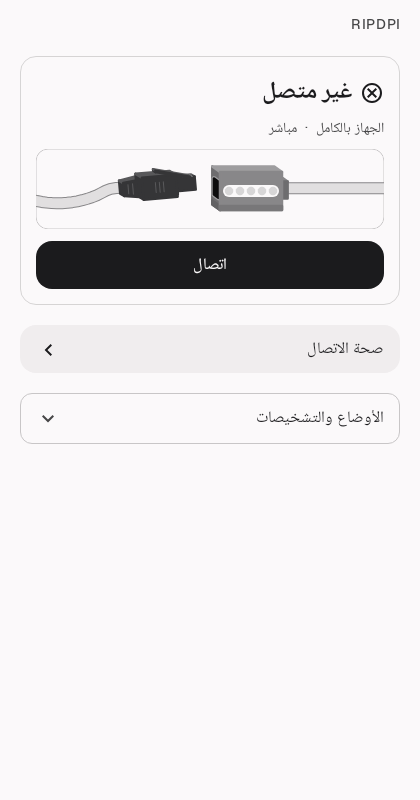 RIPDPI
غير متصل
الجهاز بالكامل · مباشر
اتصال
صحة الاتصال
الأوضاع والتشخيصات